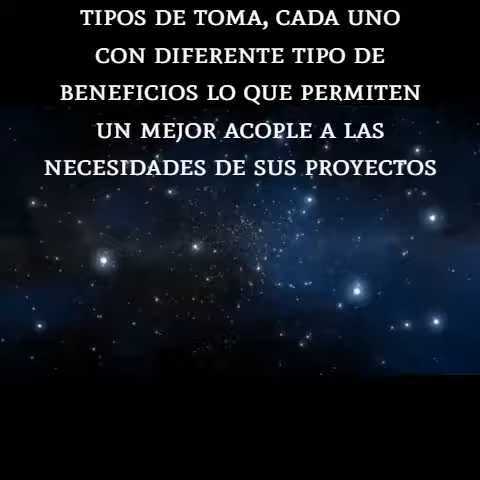 TIPOS DE TOMA, CADA UNO
CON DIFERENTE TIPO DE
BENEFICIOS LO QUE PERMITEN
UN MEJOR ACOPLE A LAS
NECESIDADES DE SUS PROYECTOS